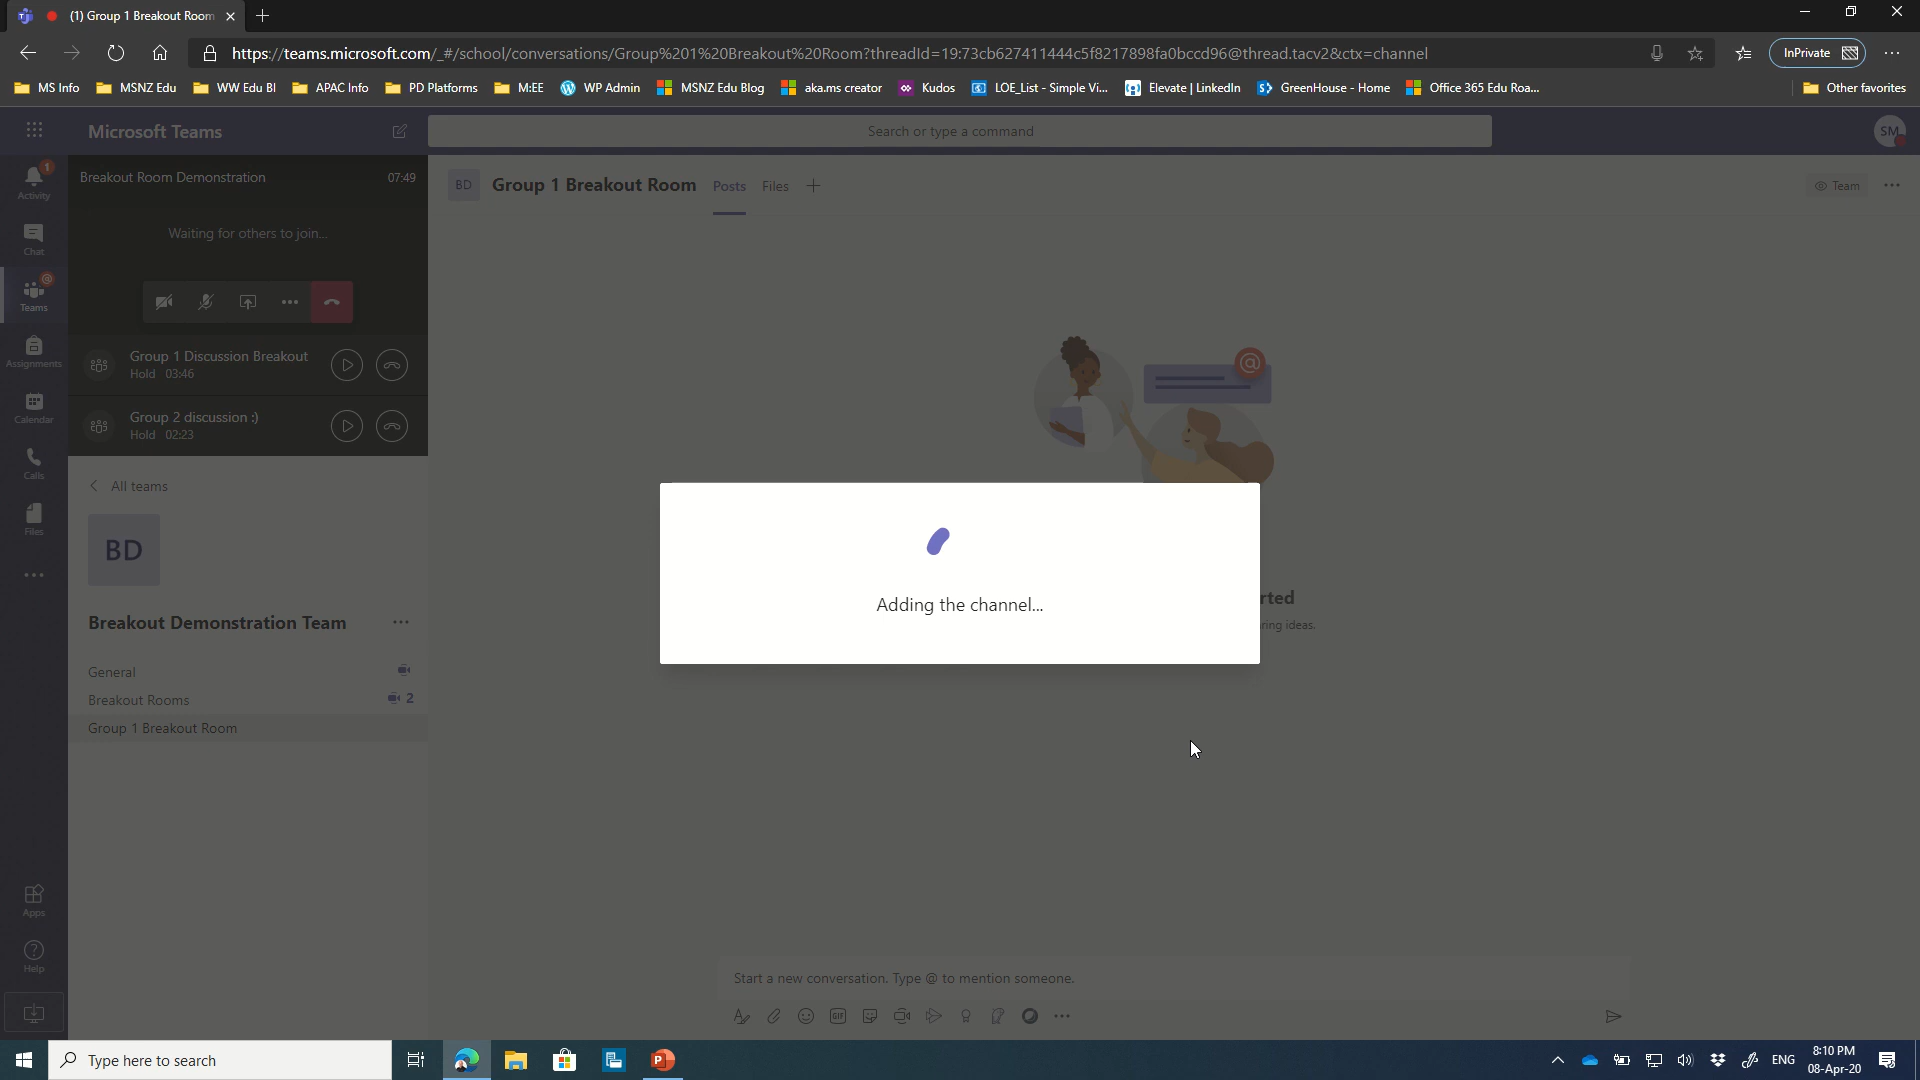 (1) Group 1 Breakout Room
https://teams.microsoft.com/_#/school/conversations/Group%201%20Breakout%20Room?threadId=19:73cb627411444c5f8217898fa0bccd96@thread.tacv2&ctx=channel
InPrivate
MS Info
MSNZ Edu
WW Edu BI
APAC Info
PD Platforms
M:EE
WP Admin
MSNZ Edu Blog
aka.ms creator
Kudos
LOE_List - Simple Vi...
Elevate | LinkedIn
GreenHouse - Home
Office 365 Edu Roa...
Other favorites
Microsoft Teams
Search or type a command
SM
1
Activity
Chat
Teams
Assignments
Calendar
Calls
Files
Apps
Help
Breakout Room Demonstration 07:49
Waiting for others to join...
Group 1 Discussion Breakout
Hold 03:46
Group 2 discussion :)
Hold 02:23
All teams
BD
Breakout Demonstration Team
General
Breakout Rooms 2
Group 1 Breakout Room
BD
Group 1 Breakout Room Posts Files
Team
@
Adding the channel...
rted
ring ideas.
Start a new conversation. Type @ to mention someone.
GIF
Type here to search
P
ENG
8:10 PM
08-Apr-20